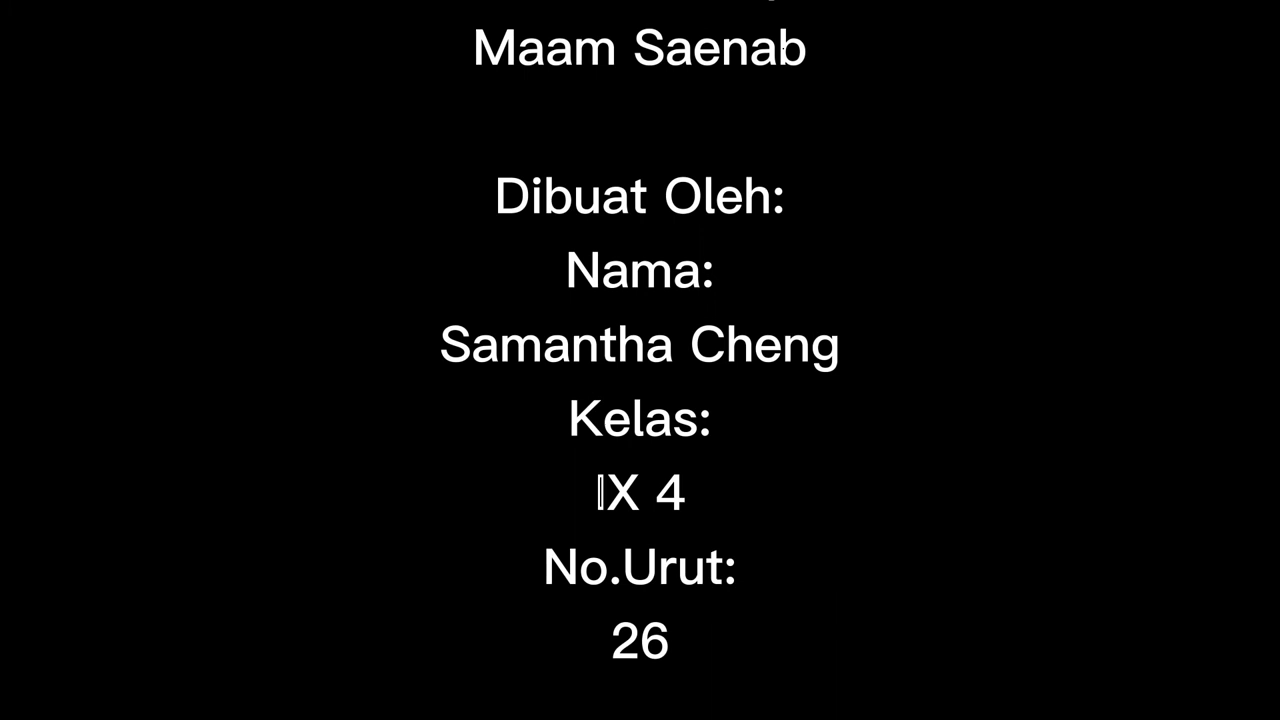 Maam Saenab
Dibuat Oleh:
Nama:
Samantha Cheng
Kelas:
IX 4
No.Urut:
26